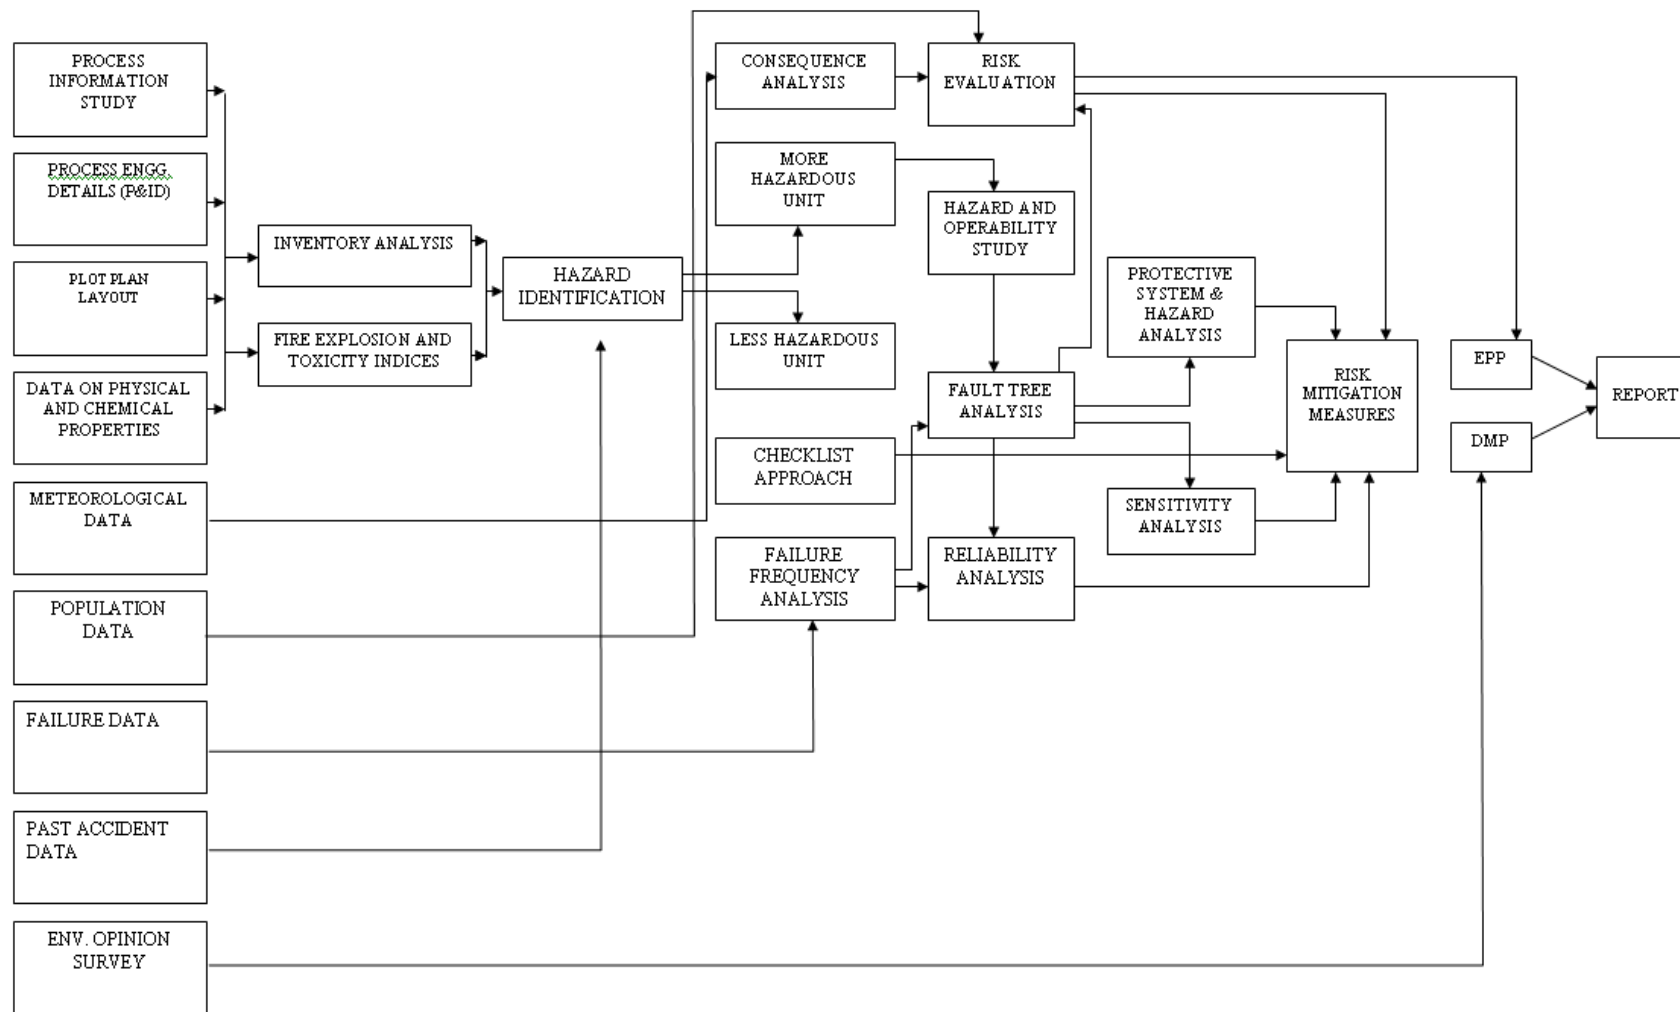 PROCESS
INFORMATION
STUDY
PROCESS ENGG.
DETAILS (P&ID)
PLOT PLAN
LAYOUT
DATA ON PHYSICAL
AND CHEMICAL
PROPERTIES
METEOROLOGICAL
DATA
POPULATION
DATA
FAILURE DATA
PAST ACCIDENT
DATA
ENV. OPINION
SURVEY
INVENTORY ANALYSIS
FIRE EXPLOSION AND
TOXICITY INDICES
HAZARD
IDENTIFICATION
CONSEQUENCE
ANALYSIS
MORE
HAZARDOUS
UNIT
LESS HAZARDOUS
UNIT
CHECKLIST
APPROACH
FAILURE
FREQUENCY
ANALYSIS
RISK
EVALUATION
HAZARD AND
OPERABILITY
STUDY
FAULT TREE
ANALYSIS
RELIABILITY
ANALYSIS
PROTECTIVE
SYSTEM &
HAZARD
ANALYSIS
SENSITIVITY
ANALYSIS
RISK
MITIGATION
MEASURES
EPP
DMP
REPORT